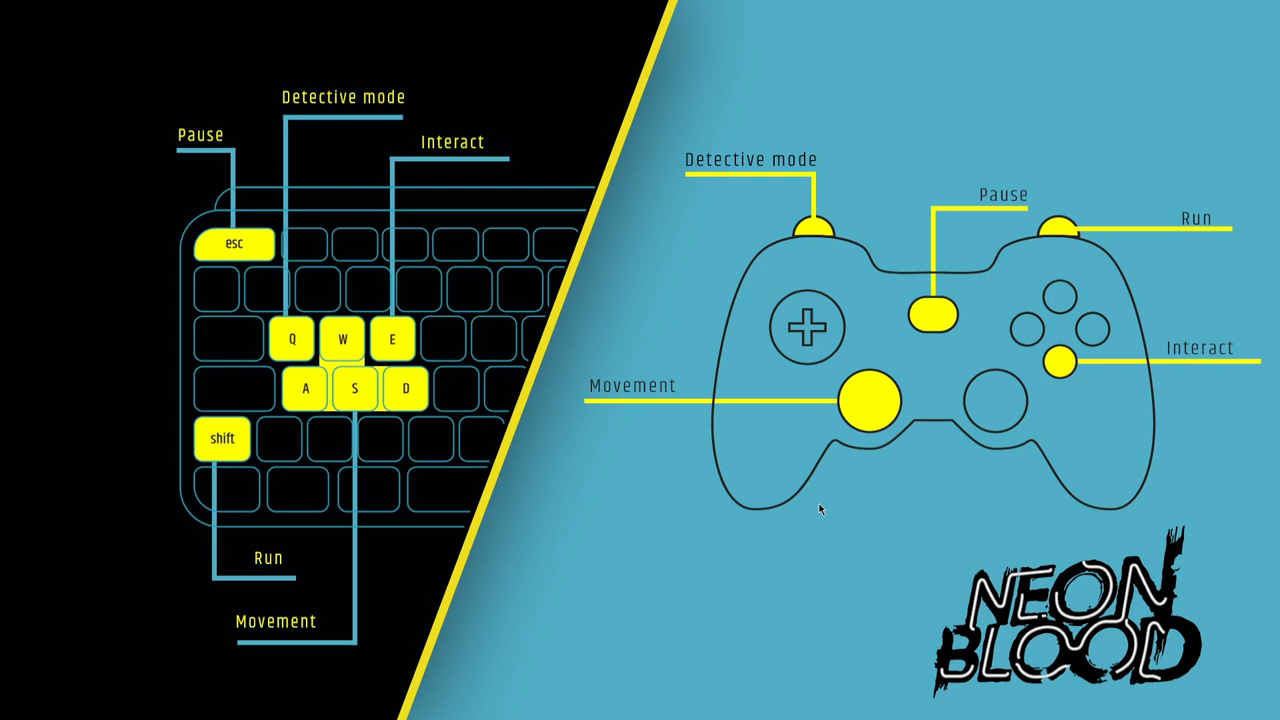 Detective mode
Pause
Interact
esc
Q
W
E
A
S
D
shift
Run
Movement
Detective mode
Pause
Run
Interact
Movement
NEON
BLOOD